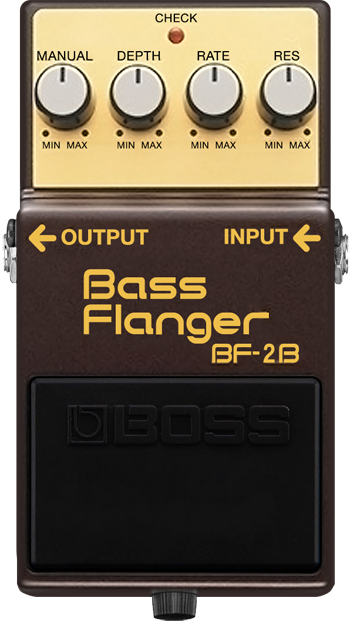 CHECK
MANUAL DEPTH RATE RES
MIN MAX MIN MAX MIN MAX MIN MAX
OUTPUT INPUT
Bass
Flanger
BF-2B
BOSS